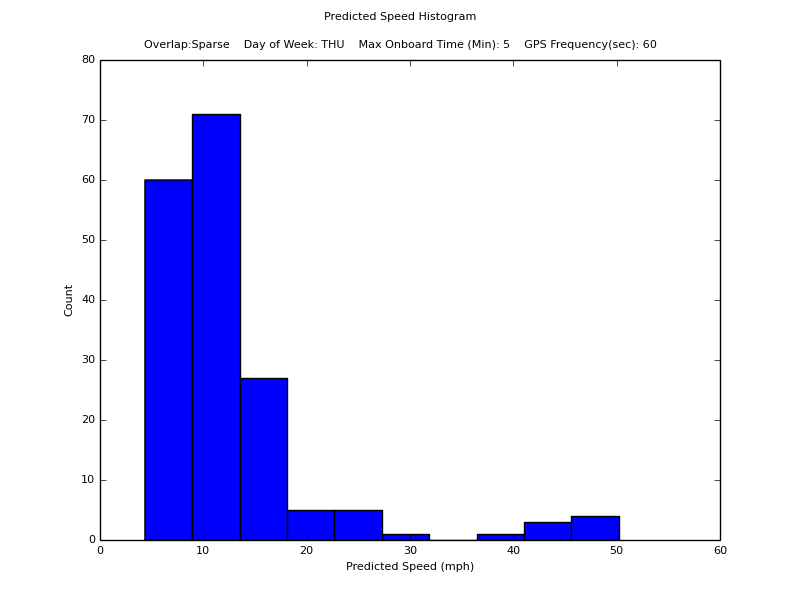 Predicted Speed Histogram
Overlap:Sparse    Day of Week: THU    Max Onboard Time (Min): 5    GPS Frequency(sec): 60
80
70
60
50
40
30
20
10
0
Count
0 10 20 30 40 50 60
Predicted Speed (mph)